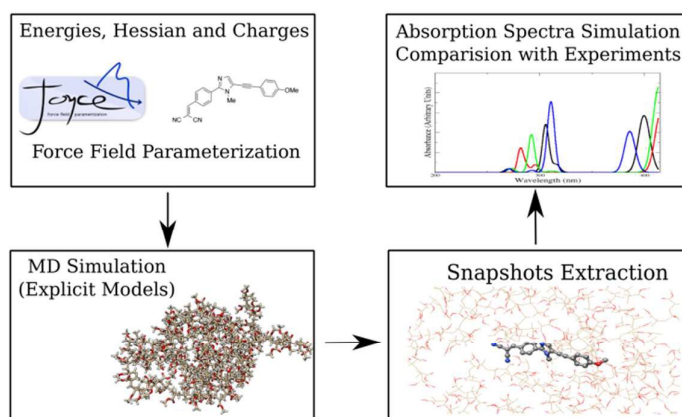 Energies, Hessian and Charges
Joyce
force field parametrization
N
N
Me
OMe
NC
CN
Force Field Parameterization
MD Simulation
(Explicit Models)
Snapshots Extraction
Absorption Spectra Simulation
Comparision with Experiments
Absorbance (Arbitrary Units)
200
300
400
Wavelength (nm)